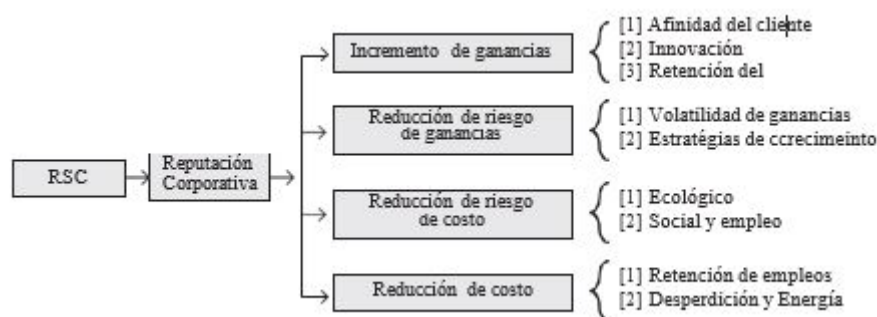 RSC
Reputación
Corporativa
Incremento de ganancias
[1] Afinidad del cliente
[2] Innovación
[3] Retención del
Reducción de riesgo
de ganancias
[1] Volatilidad de ganancias
[2] Estratégias de ccrecimeinto
Reducción de riesgo
de costo
[1] Ecológico
[2] Social y empleo
Reducción de costo
[1] Retención de empleos
[2] Desperdición y Energía